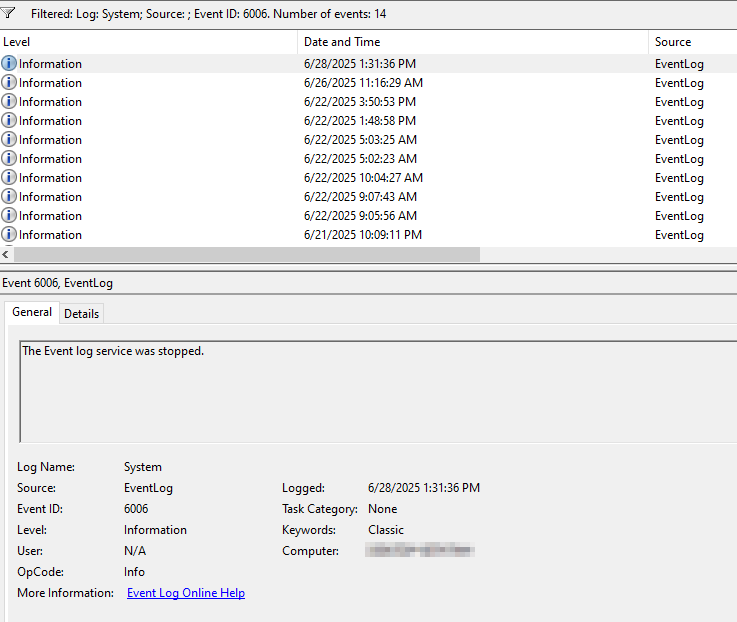 Filtered: Log: System; Source: ; Event ID: 6006. Number of events: 14
Level Date and Time Source
Information 6/28/2025 1:31:36 PM EventLog
Information 6/26/2025 11:16:29 AM EventLog
Information 6/22/2025 3:50:53 PM EventLog
Information 6/22/2025 1:48:58 PM EventLog
Information 6/22/2025 5:03:25 AM EventLog
Information 6/22/2025 5:02:23 AM EventLog
Information 6/22/2025 10:04:27 AM EventLog
Information 6/22/2025 9:07:43 AM EventLog
Information 6/22/2025 9:05:56 AM EventLog
Information 6/21/2025 10:09:11 PM EventLog
Event 6006, EventLog
General Details
The Event log service was stopped.
Log Name: System
Source: EventLog Logged: 6/28/2025 1:31:36 PM
Event ID: 6006 Task Category: None
Level: Information Keywords: Classic
User: N/A Computer:
OpCode: Info
More Information: Event Log Online Help